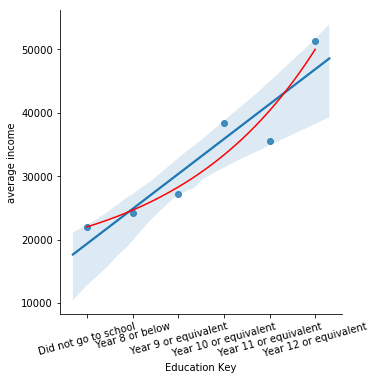 50000
40000
30000
20000
10000
average income
Did not go to school
Year 8 or below
Year 9 or equivalent
Year 10 or equivalent
Year 11 or equivalent
Year 12 or equivalent
Education Key